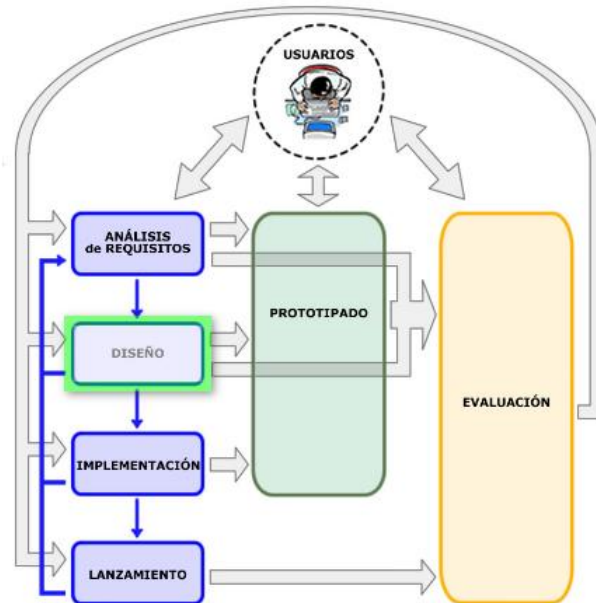 USUARIOS
ANÁLISIS
de REQUISITOS
PROTOTIPADO
DISEÑO
EVALUACIÓN
IMPLEMENTACIÓN
LANZAMIENTO